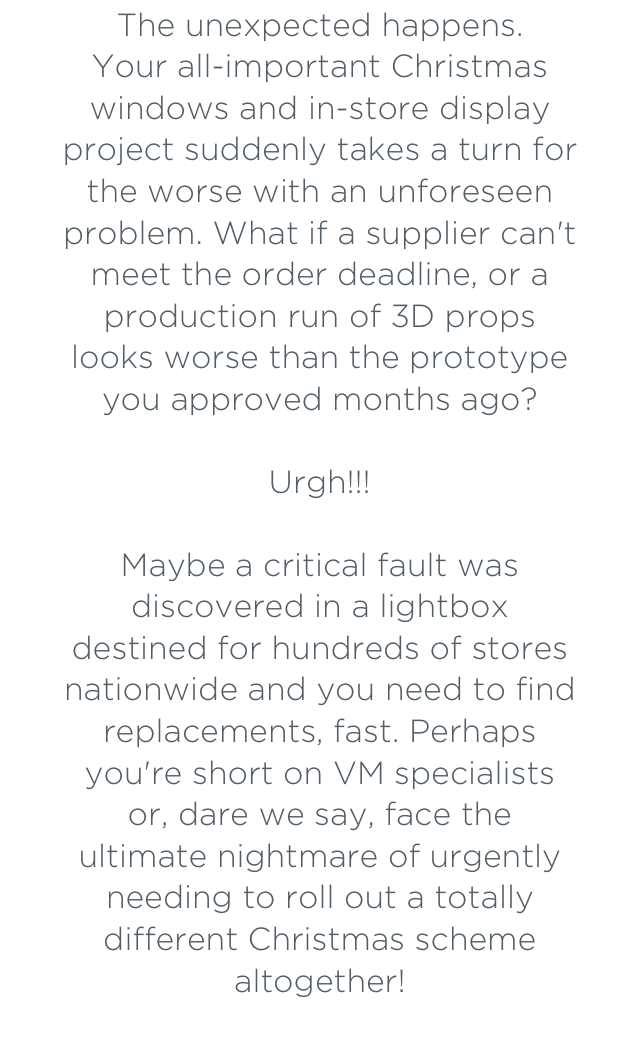 The unexpected happens.
Your all-important Christmas
windows and in-store display
project suddenly takes a turn for
the worse with an unforeseen
problem. What if a supplier can't
meet the order deadline, or a
production run of 3D props
looks worse than the prototype
you approved months ago?
Urgh!!!
Maybe a critical fault was
discovered in a lightbox
destined for hundreds of stores
nationwide and you need to find
replacements, fast. Perhaps
you're short on VM specialists
or, dare we say, face the
ultimate nightmare of urgently
needing to roll out a totally
different Christmas scheme
altogether!